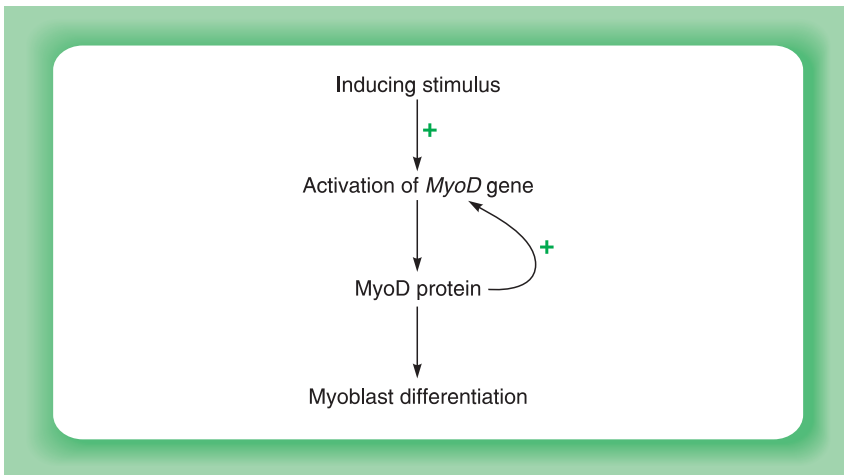 Inducing stimulus
+
Activation of MyoD gene
+
MyoD protein
Myoblast differentiation